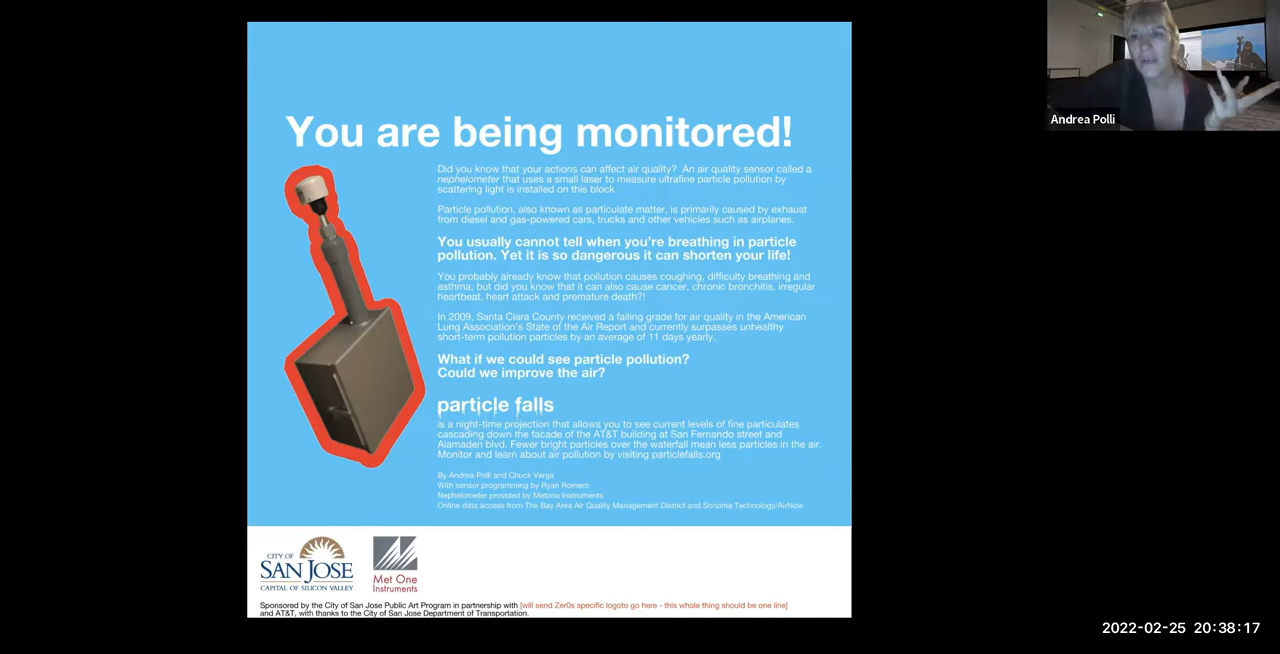 You are being monitored!
Did you know that your actions can affect air quality? An air quality sensor called a
nephelometer that uses a small laser to measure ultrafine particle pollution by
scattering light is installed on this block.
Particle pollution, also known as particulate matter, is primarily caused by exhaust
from diesel and gas-powered cars, trucks and other vehicles such as airplanes.
You usually cannot tell when you're breathing in particle
pollution. Yet it is so dangerous it can shorten your life!
You probably already know that pollution causes coughing, difficulty breathing and
asthma, but did you know that it can also cause cancer, chronic bronchitis, irregular
heartbeat, heart attack and premature death?!
In 2009, Santa Clara County received a failing grade for air quality in the American
Lung Association's State of the Air Report and currently surpasses unhealthy
short-term pollution particles by an average of 11 days yearly.
What if we could see particle pollution?
Could we improve the air?
particle falls
is a night-time projection that allows you to see current levels of fine particulates
cascading down the facade of the AT&T building at San Fernando street and
Alamaden blvd. Fewer bright particles over the waterfall mean less particles in the air.
Monitor and learn about air pollution by visiting particlefalls.org
By Andrea Polli and Chuck Varga
With sensor programming by Ryan Romero
Nephelometer provided by Metone Instruments
Online data access from The Bay Area Air Quality Management District and Sonoma Technology/AirNow
CITY OF
SAN JOSE
CAPITAL OF SILICON VALLEY
Met One
Instruments
Sponsored by the City of San Jose Public Art Program in partnership with [will send Zer0s specific logoto go here - this whole thing should be one line]
and AT&T, with thanks to the City of San Jose Department of Transportation.
Andrea Polli
2022-02-25 20:38:17